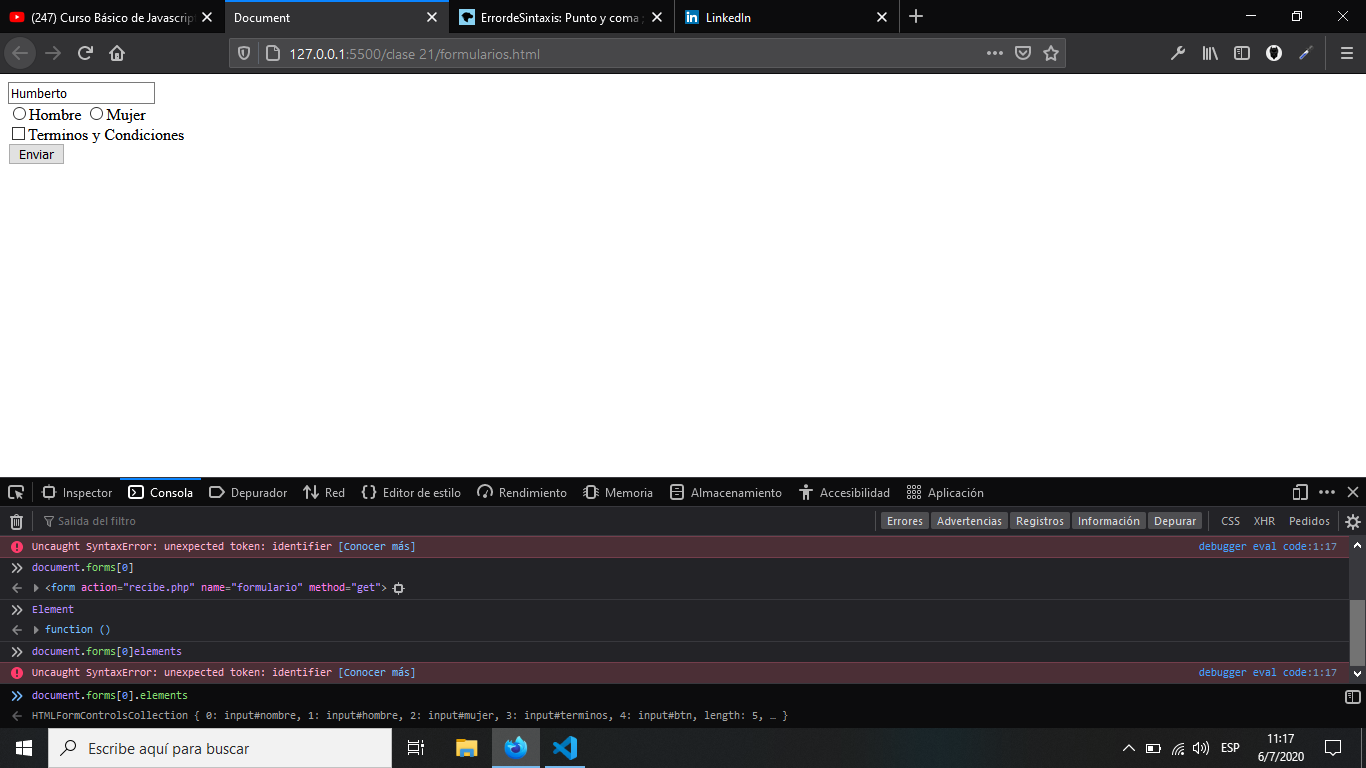 (247) Curso Básico de Javascrip
Document
ErrordeSintaxis: Punto y coma ;
LinkedIn
127.0.0.1:5500/clase 21/formularios.html
Humberto
Hombre Mujer
Terminos y Condiciones
Enviar
Inspector Consola Depurador Red Editor de estilo Rendimiento Memoria Almacenamiento Accesibilidad Aplicación
Salida del filtro Errores Advertencias Registros Información Depurar CSS XHR Pedidos
Uncaught SyntaxError: unexpected token: identifier [Conocer más] debugger eval code:1:17
document.forms[0]
<form action="recibe.php" name="formulario" method="get">
Element
function ()
document.forms[0]elements
Uncaught SyntaxError: unexpected token: identifier [Conocer más] debugger eval code:1:17
document.forms[0].elements
HTMLFormControlsCollection { 0: input#nombre, 1: input#hombre, 2: input#mujer, 3: input#terminos, 4: input#btn, length: 5, … }
Escribe aquí para buscar
ESP
11:17
6/7/2020